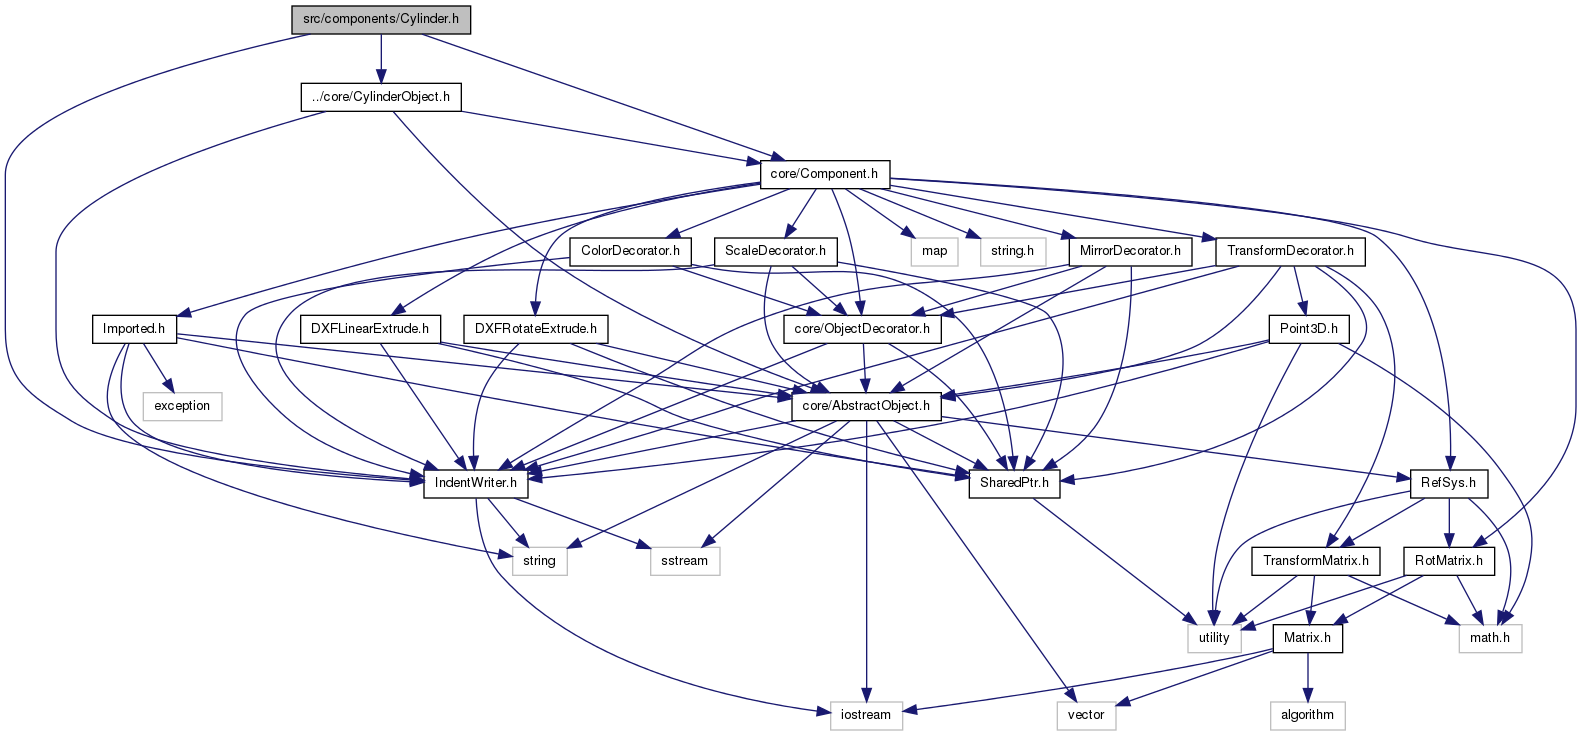 src/components/Cylinder.h
../core/CylinderObject.h
core/Component.h
ColorDecorator.h
ScaleDecorator.h
map
string.h
MirrorDecorator.h
TransformDecorator.h
Imported.h
DXFLinearExtrude.h
DXFRotateExtrude.h
core/ObjectDecorator.h
Point3D.h
exception
core/AbstractObject.h
IndentWriter.h
SharedPtr.h
RefSys.h
string
sstream
TransformMatrix.h
RotMatrix.h
utility
Matrix.h
math.h
iostream
vector
algorithm